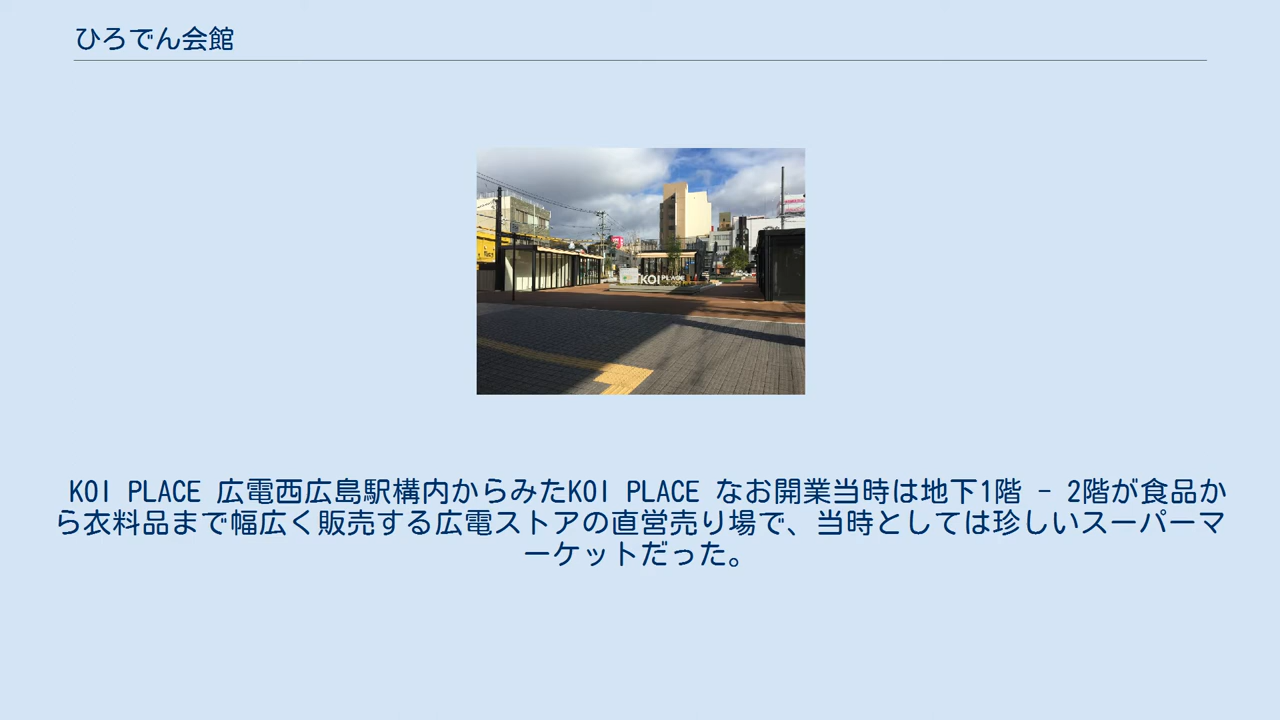 ひろでん会館
KOI PLACE
KOI PLACE 広電西広島駅構内からみたKOI PLACE なお開業当時は地下1階 - 2階が食品か
ら衣料品まで幅広く販売する広電ストアの直営売り場で、当時としては珍しいスーパーマ
ーケットだった。